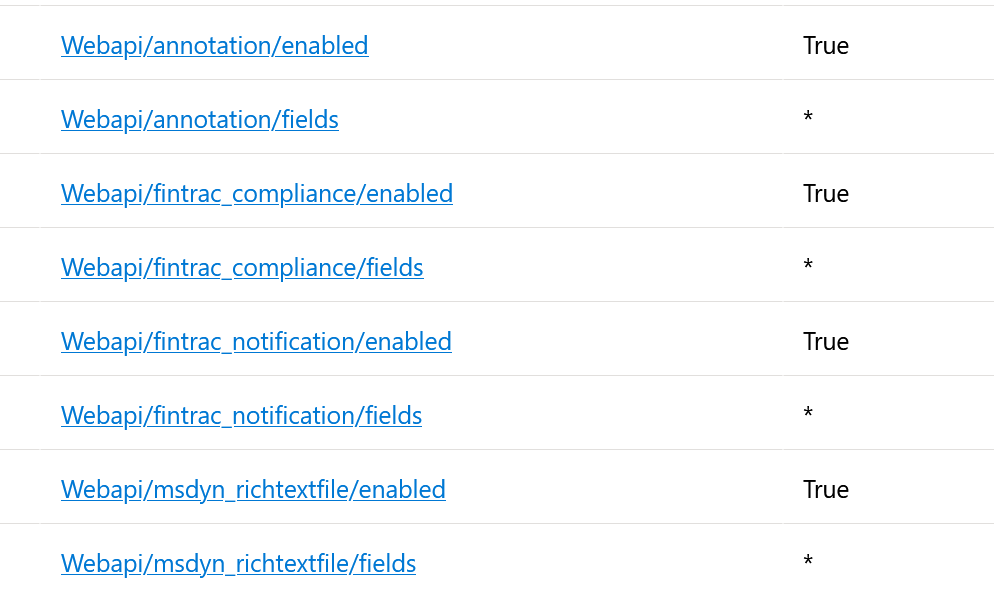 Webapi/annotation/enabled True
Webapi/annotation/fields *
Webapi/fintrac_compliance/enabled True
Webapi/fintrac_compliance/fields *
Webapi/fintrac_notification/enabled True
Webapi/fintrac_notification/fields *
Webapi/msdyn_richtextfile/enabled True
Webapi/msdyn_richtextfile/fields *